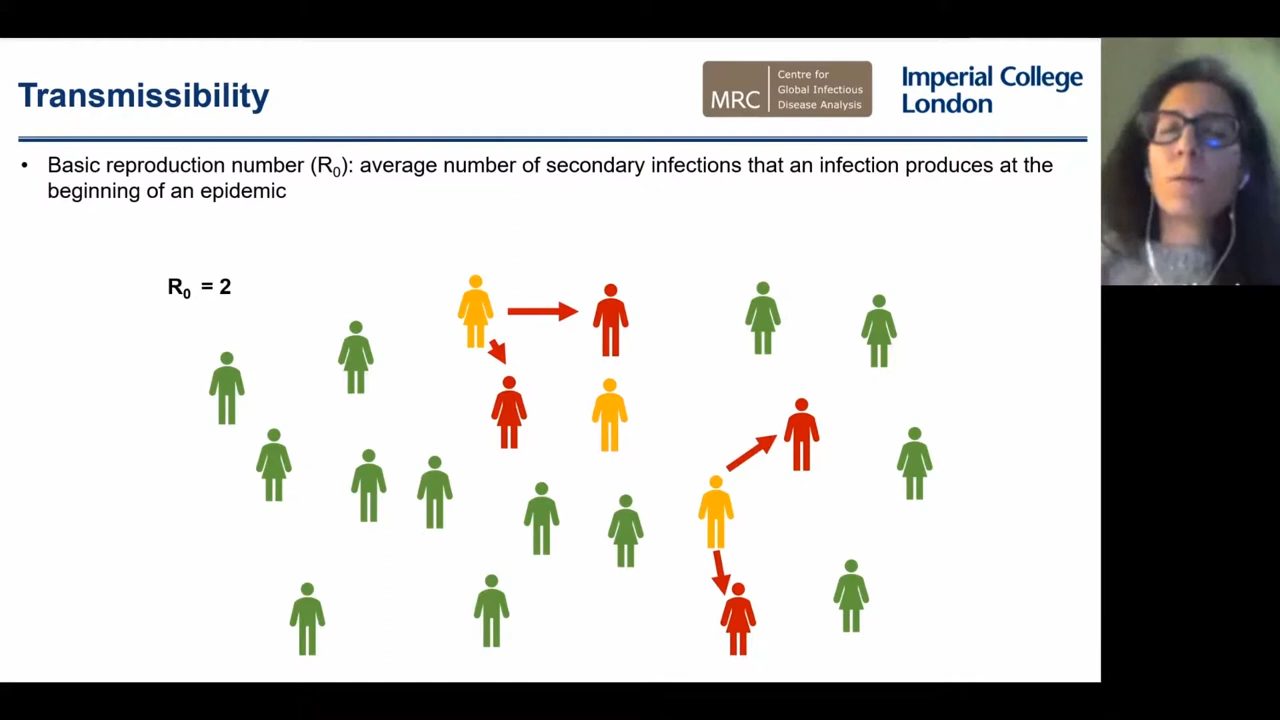 Transmissibility
MRC
Centre for
Global Infectious
Disease Analysis
Imperial College
London
• Basic reproduction number (R₀): average number of secondary infections that an infection produces at the
beginning of an epidemic
R₀ = 2